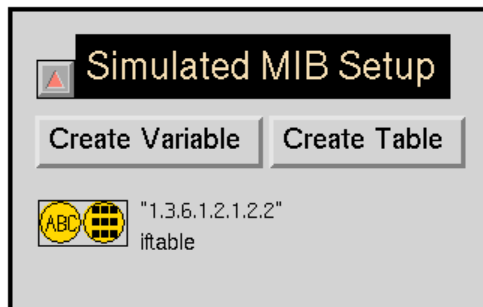 Simulated MIB Setup
Create Variable Create Table
ABC "1.3.6.1.2.1.2.2"
iftable